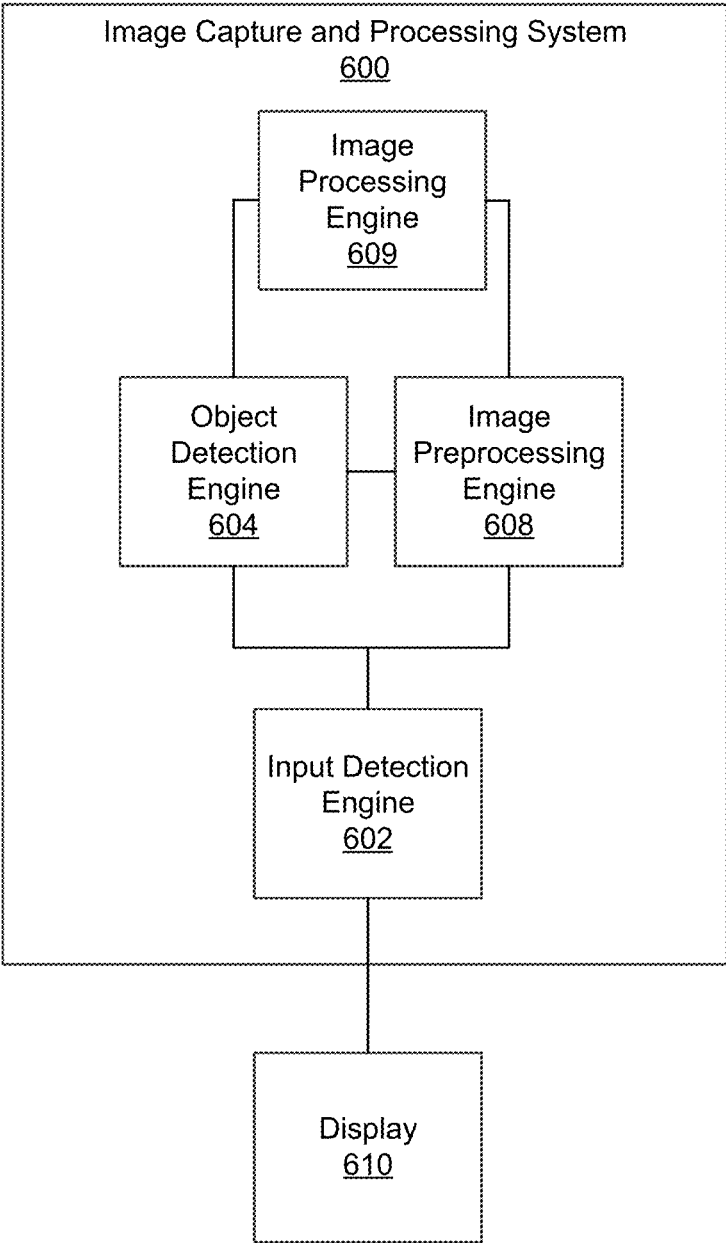 Image Capture and Processing System
600
Image
Processing
Engine
609
Object
Detection
Engine
604
Image
Preprocessing
Engine
608
Input Detection
Engine
602
Display
610